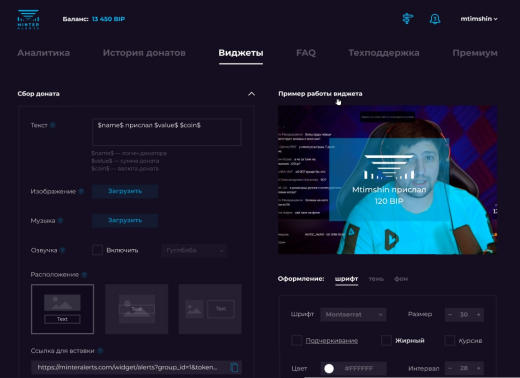 MINTER
ALERTS
Баланс: 13 450 BIP
mtimshin
Аналитика История донатов Виджеты FAQ Техподдержка Премиум
Сбор доната
Пример работы виджета
Текст
$name$ прислал $value$ $coin$
$name$ — логин донатора
$value$ — сумма доната
$coin$ — валюта доната
Mtimshin прислал
120 BIP
Изображение Загрузить
Музыка Загрузить
Озвучка Включить
Расположение
Text Text Text
Оформление: шрифт тень фон
Шрифт Montserrat Размер – 30 +
Подчеркивание Жирный Курсив
Цвет #FFFFFF Интервал – 28 +
Ссылка для вставки
https://minteralerts.com/widget/alerts?group_id=1&token...